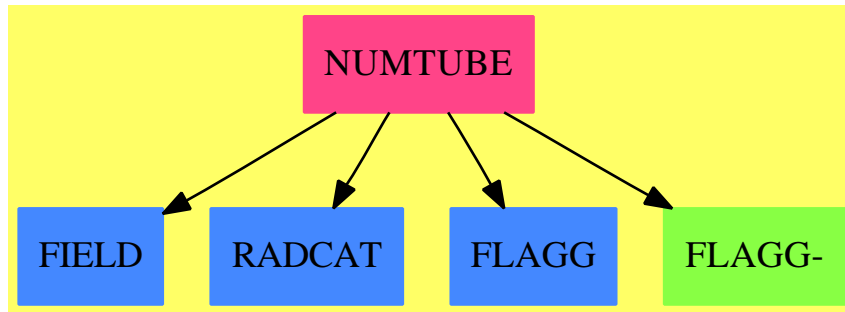 NUMTUBE
FIELD
RADCAT
FLAGG
FLAGG-